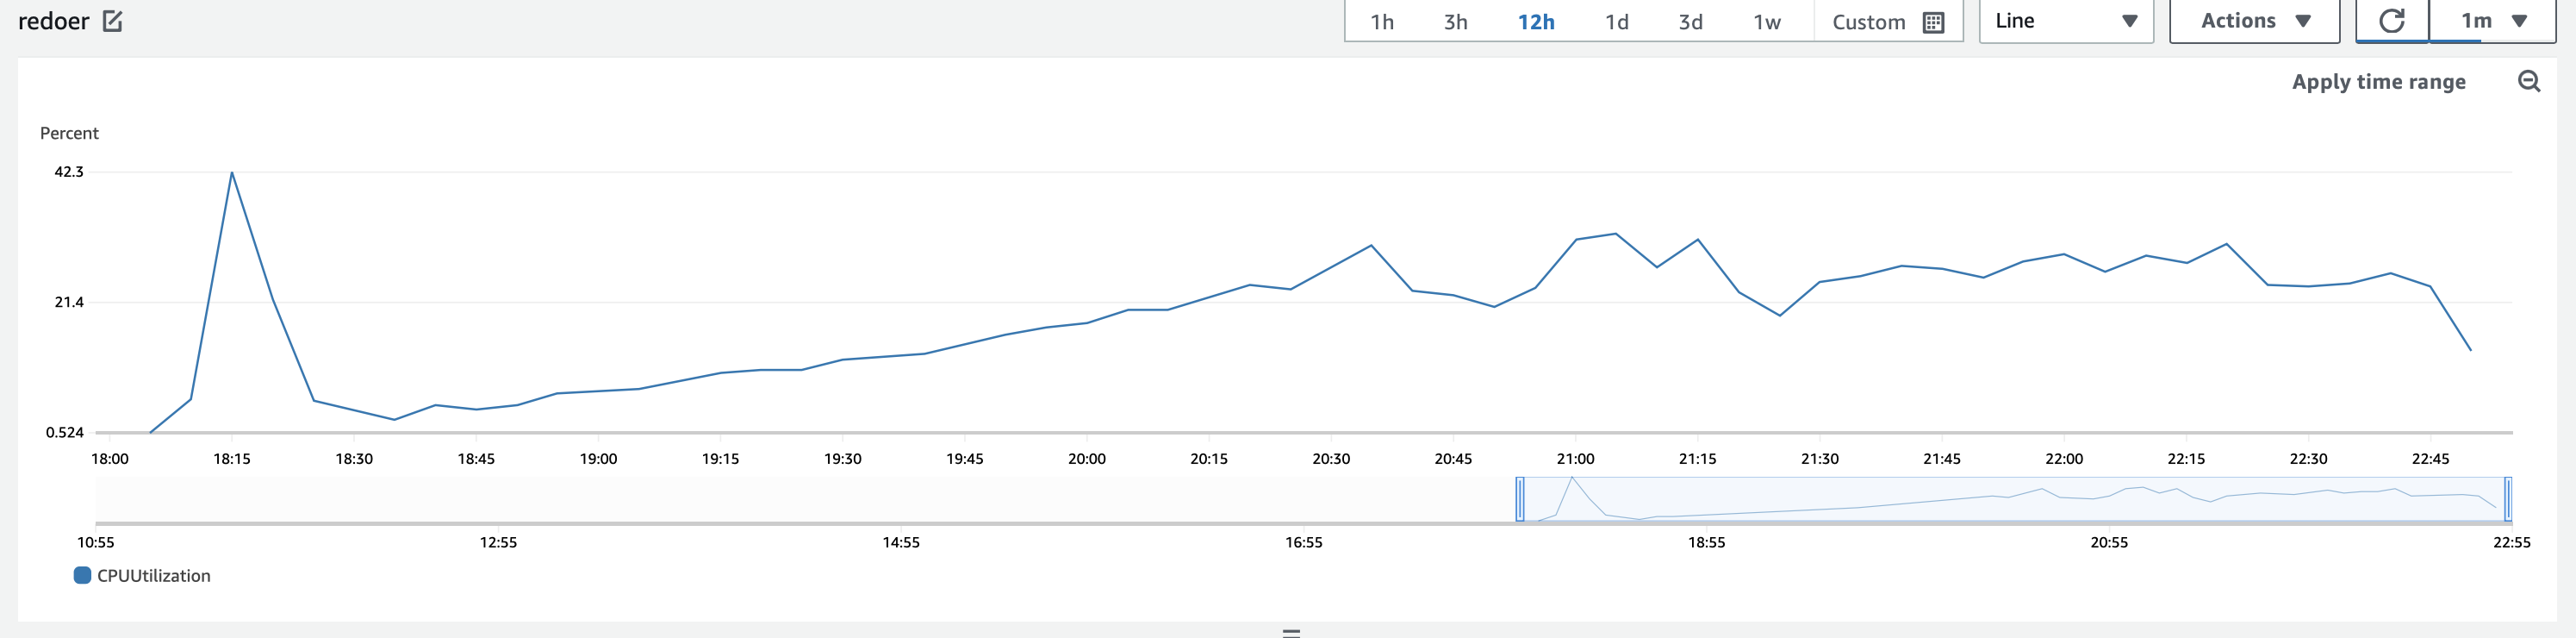 redoer
1h 3h 12h 1d 3d 1w Custom Line Actions 1m
Apply time range
Percent
42.3
21.4
0.524
18:00 18:15 18:30 18:45 19:00 19:15 19:30 19:45 20:00 20:15 20:30 20:45 21:00 21:15 21:30 21:45 22:00 22:15 22:30 22:45
10:55 12:55 14:55 16:55 18:55 20:55 22:55
CPUUtilization